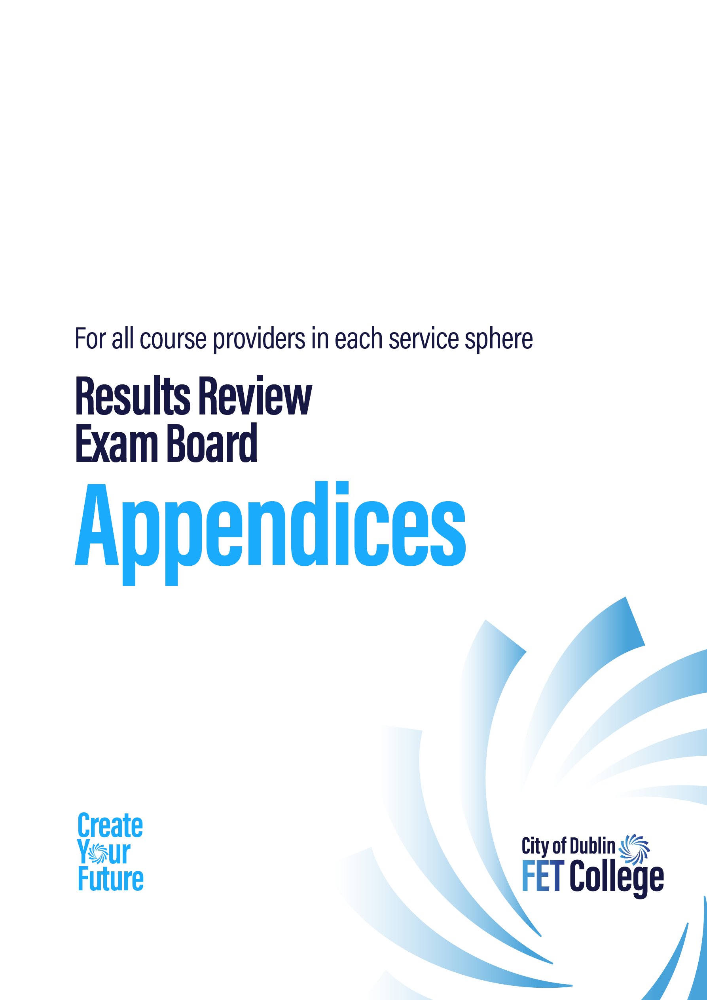 For all course providers in each service sphere
Results Review
Exam Board
Appendices
Create
Your
Future
City of Dublin
FET College